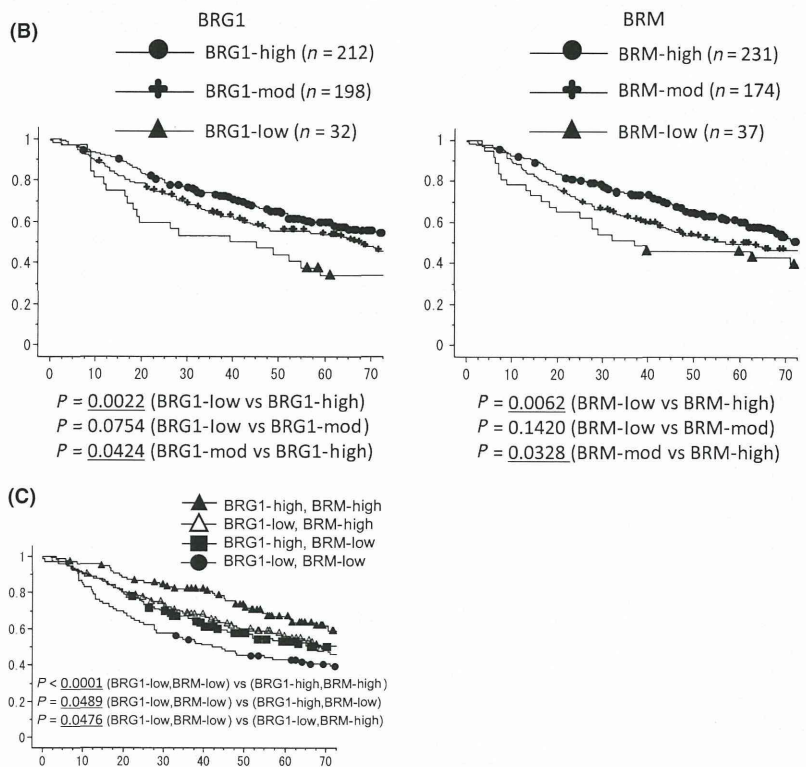 (B)
BRG1
BRG1-high (n = 212)
BRG1-mod (n = 198)
BRG1-low (n = 32)
1
0.8
0.6
0.4
0.2
0
0 10 20 30 40 50 60 70
P = 0.0022 (BRG1-low vs BRG1-high)
P = 0.0754 (BRG1-low vs BRG1-mod)
P = 0.0424 (BRG1-mod vs BRG1-high)
BRM
BRM-high (n = 231)
BRM-mod (n = 174)
BRM-low (n = 37)
1
0.8
0.6
0.4
0.2
0
0 10 20 30 40 50 60 70
P = 0.0062 (BRM-low vs BRM-high)
P = 0.1420 (BRM-low vs BRM-mod)
P = 0.0328 (BRM-mod vs BRM-high)
(C)
BRG1-high, BRM-high
BRG1-low, BRM-high
BRG1-high, BRM-low
BRG1-low, BRM-low
1
0.8
0.6
0.4
0.2
0
P < 0.0001 (BRG1-low,BRM-low) vs (BRG1-high,BRM-high)
P = 0.0489 (BRG1-low,BRM-low) vs (BRG1-high,BRM-low)
P = 0.0476 (BRG1-low,BRM-low) vs (BRG1-low,BRM-high)
0 10 20 30 40 50 60 70